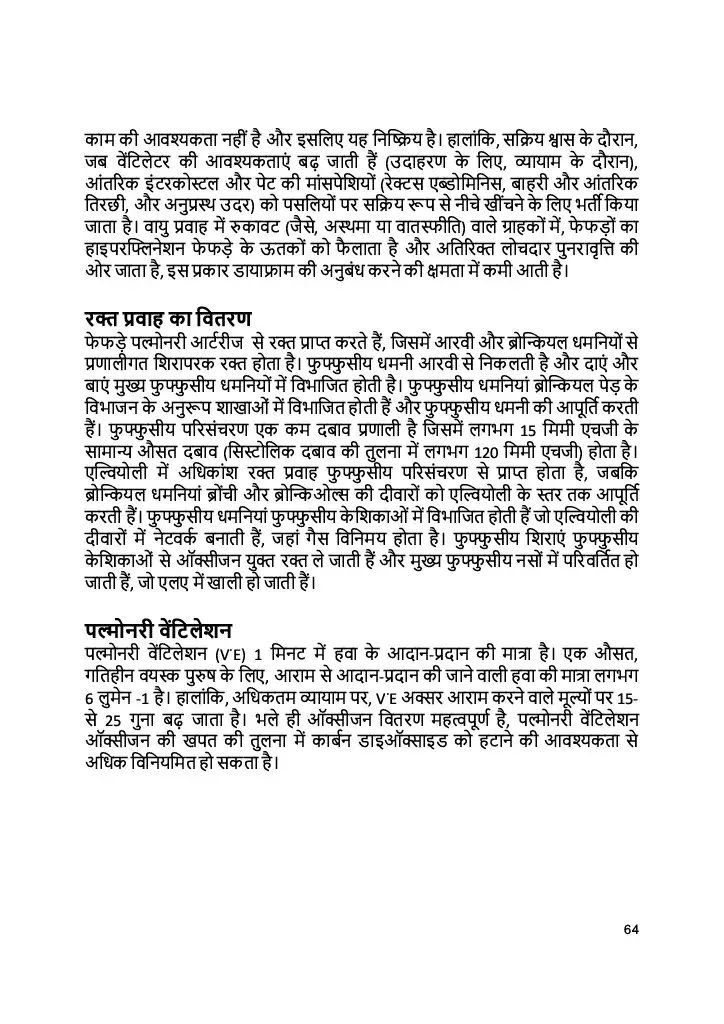 काम की आवश्यकता नहीं है और इसलिए यह निष्क्रिय है। हालांकि, सक्रिय श्वास के दौरान,
जब वेंटिलेटर की आवश्यकताएं बढ़ जाती हैं (उदाहरण के लिए, व्यायाम के दौरान),
आंतरिक इंटरकोस्टल और पेट की मांसपेशियों (रेक्टस एब्डोमिनिस, बाहरी और आंतरिक
तिरछी, और अनुप्रस्थ उदर) को पसलियों पर सक्रिय रूप से नीचे खींचने के लिए भर्ती किया
जाता है। वायु प्रवाह में रुकावट (जैसे, अस्थमा या वातस्फीति) वाले ग्राहकों में, फेफड़ों का
हाइपरफ्लिनेशन फेफड़े के ऊतकों को फैलाता है और अतिरिक्त लोचदार पुनरावृत्ति की
ओर जाता है, इस प्रकार डायाफ्राम की अनुबंध करने की क्षमता में कमी आती है।
रक्त प्रवाह का वितरण
फेफड़े पल्मोनरी आर्टरीज से रक्त प्राप्त करते हैं, जिसमें आरवी और ब्रोन्कियल धमनियों से
प्रणालीगत शिरापरक रक्त होता है। फुफ्फुसीय धमनी आरवी से निकलती है और दाएं और
बाएं मुख्य फुफ्फुसीय धमनियों में विभाजित होती है। फुफ्फुसीय धमनियां ब्रोन्कियल पेड़ के
विभाजन के अनुरूप शाखाओं में विभाजित होती हैं और फुफ्फुसीय धमनी की आपूर्ति करती
हैं। फुफ्फुसीय परिसंचरण एक कम दबाव प्रणाली है जिसमें लगभग 15 मिमी एचजी के
सामान्य औसत दबाव (सिस्टोलिक दबाव की तुलना में लगभग 120 मिमी एचजी) होता है।
एल्वियोली में अधिकांश रक्त प्रवाह फुफ्फुसीय परिसंचरण से प्राप्त होता है, जबकि
ब्रोन्कियल धमनियां ब्रोंची और ब्रोन्किओल्स की दीवारों को एल्वियोली के स्तर तक आपूर्ति
करती हैं। फुफ्फुसीय धमनियां फुफ्फुसीय केशिकाओं में विभाजित होती हैं जो एल्वियोली की
दीवारों में नेटवर्क बनाती हैं, जहां गैस विनिमय होता है। फुफ्फुसीय शिराएं फुफ्फुसीय
केशिकाओं से ऑक्सीजन युक्त रक्त ले जाती हैं और मुख्य फुफ्फुसीय नसों में परिवर्तित हो
जाती हैं, जो एलए में खाली हो जाती हैं।
पल्मोनरी वेंटिलेशन
पल्मोनरी वेंटिलेशन (V˙E) 1 मिनट में हवा के आदान-प्रदान की मात्रा है। एक औसत,
गतिहीन वयस्क पुरुष के लिए, आराम से आदान-प्रदान की जाने वाली हवा की मात्रा लगभग
6 लुमेन -1 है। हालांकि, अधिकतम व्यायाम पर, V˙E अक्सर आराम करने वाले मूल्यों पर 15-
से 25 गुना बढ़ जाता है। भले ही ऑक्सीजन वितरण महत्वपूर्ण है, पल्मोनरी वेंटिलेशन
ऑक्सीजन की खपत की तुलना में कार्बन डाइऑक्साइड को हटाने की आवश्यकता से
अधिक विनियमित हो सकता है।
64